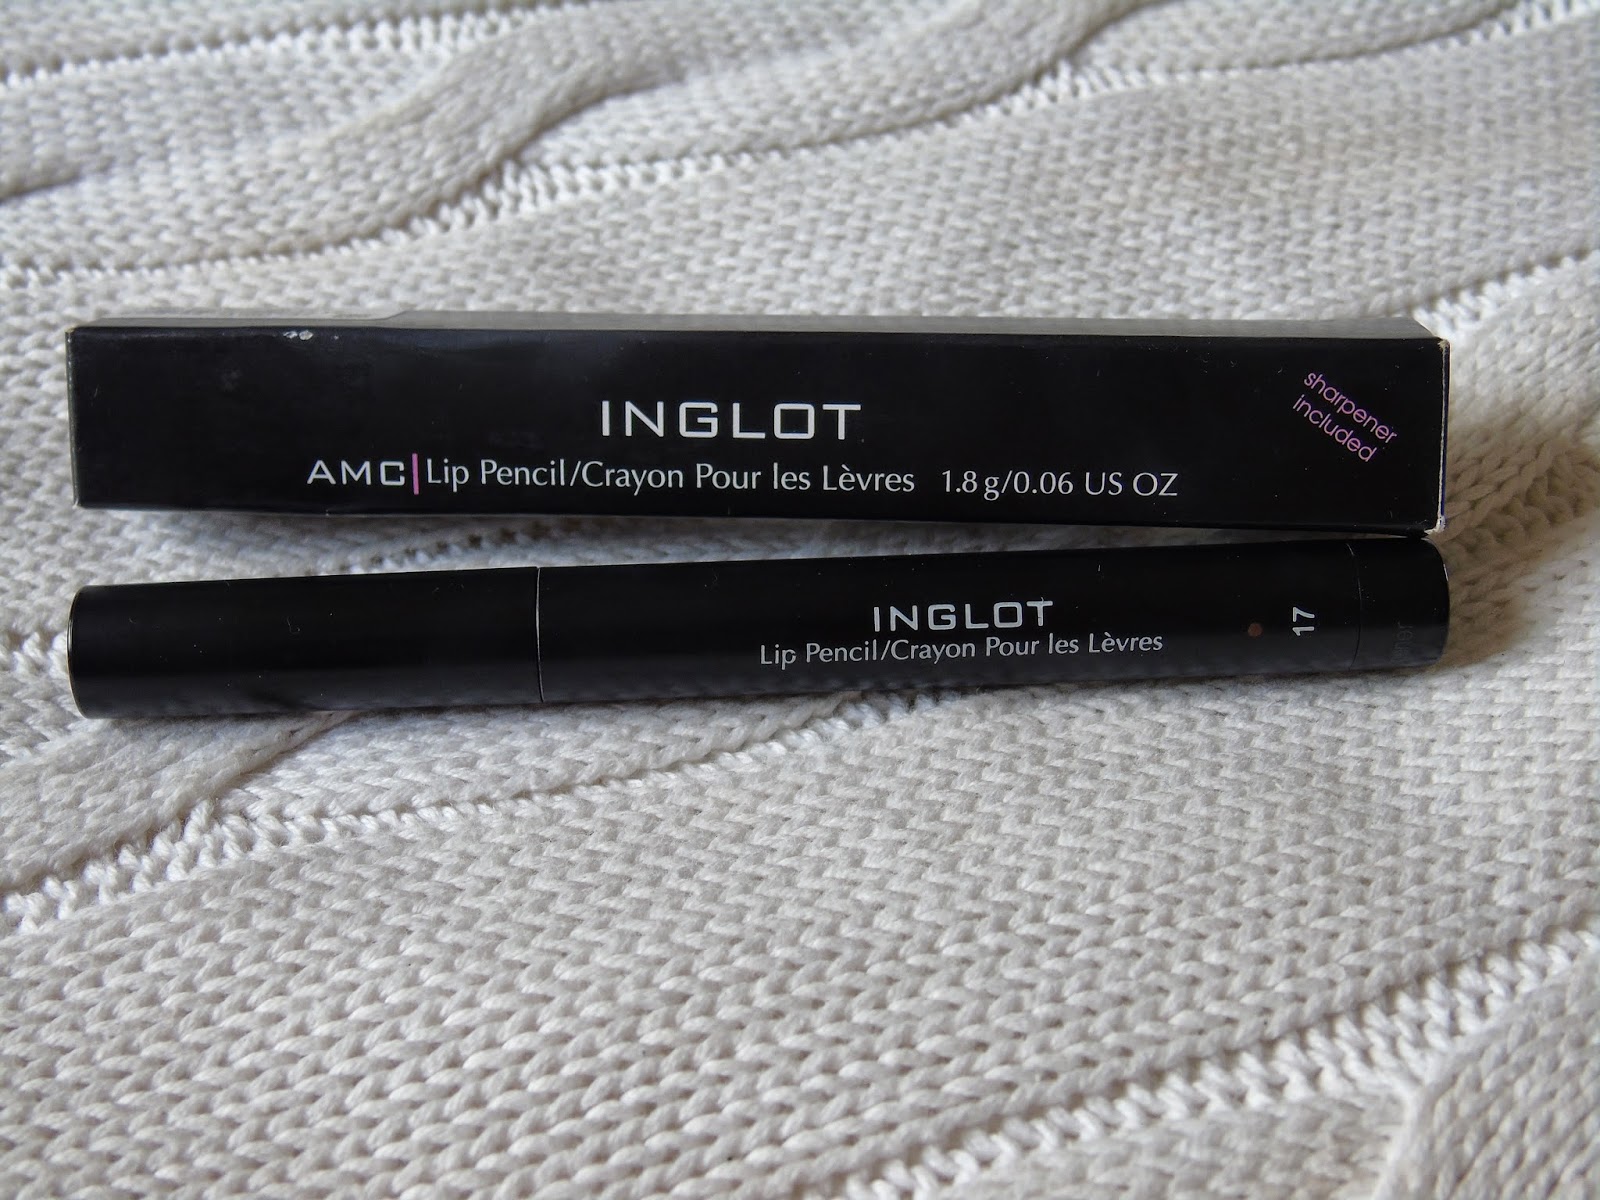 INGLOT
AMC|Lip Pencil/Crayon Pour les Lèvres 1.8 g/0.06 US OZ
sharpener
included
INGLOT
Lip Pencil/Crayon Pour les Lèvres
17